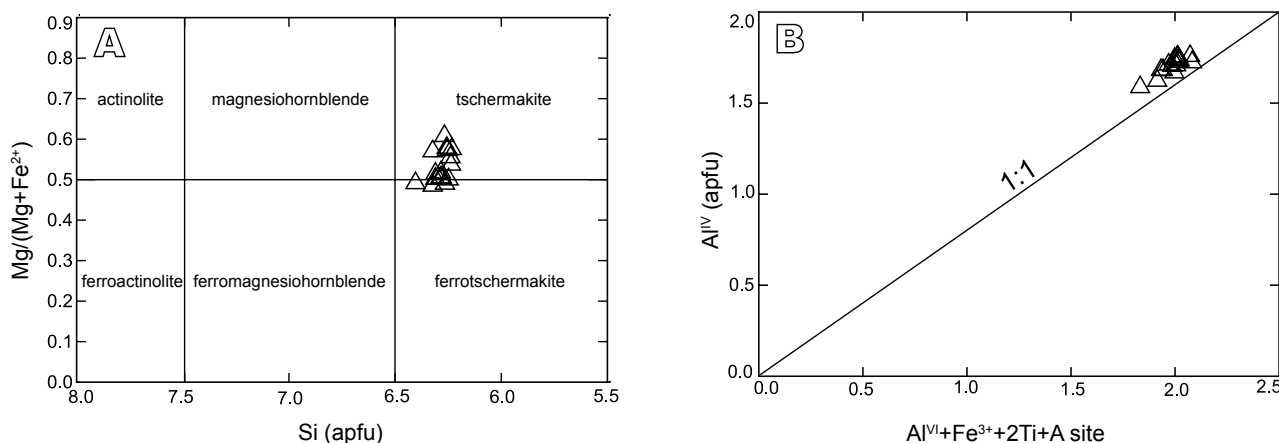 A
Mg/(Mg+Fe²⁺)
0.9
0.8
0.7
0.6
0.5
0.4
0.3
0.2
0.1
0.0
actinolite
magnesiohornblende
tschermakite
ferroactinolite
ferromagnesiohornblende
ferrotschermakite
8.0
7.5
7.0
6.5
6.0
5.5
Si (apfu)
B
Alᴵⱽ (apfu)
2.0
1.5
1.0
0.5
0.0
1:1
0.0
0.5
1.0
1.5
2.0
2.5
Alⱽᴵ+Fe³⁺+2Ti+A site